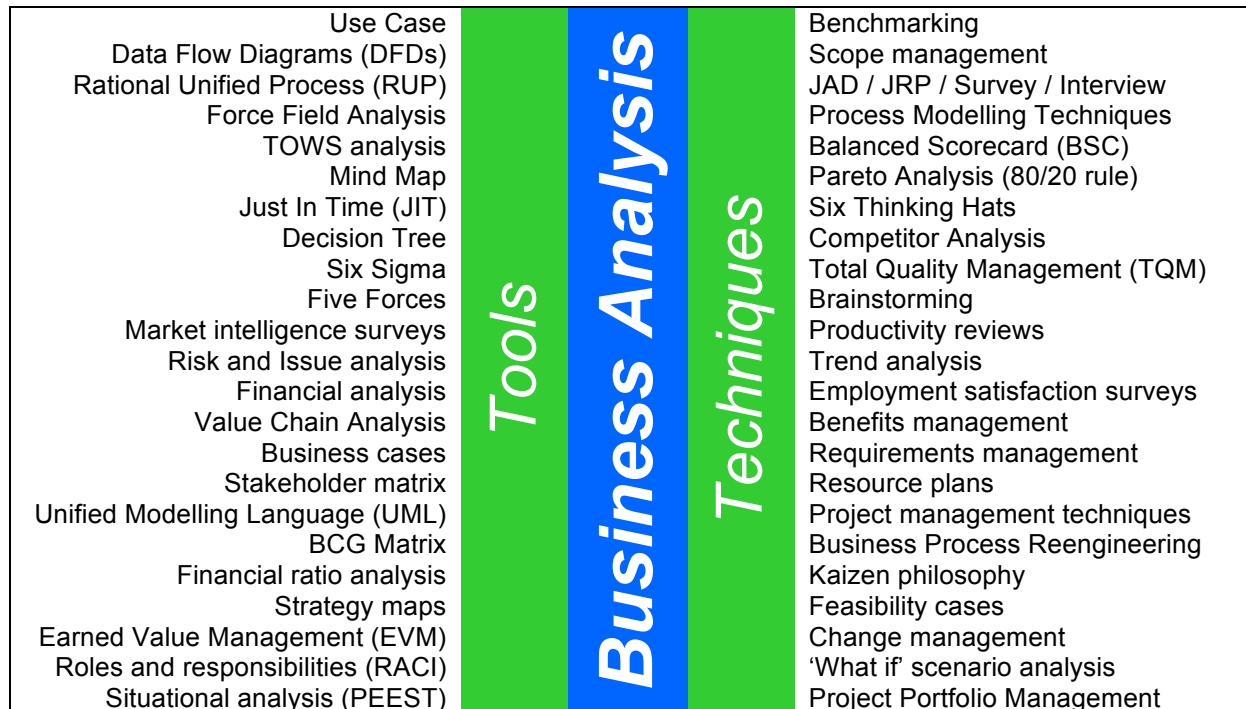 Use Case
Data Flow Diagrams (DFDs)
Rational Unified Process (RUP)
Force Field Analysis
TOWS analysis
Mind Map
Just In Time (JIT)
Decision Tree
Six Sigma
Five Forces
Market intelligence surveys
Risk and Issue analysis
Financial analysis
Value Chain Analysis
Business cases
Stakeholder matrix
Unified Modelling Language (UML)
BCG Matrix
Financial ratio analysis
Strategy maps
Earned Value Management (EVM)
Roles and responsibilities (RACI)
Situational analysis (PEEST)
Tools
Business Analysis
Techniques
Benchmarking
Scope management
JAD / JRP / Survey / Interview
Process Modelling Techniques
Balanced Scorecard (BSC)
Pareto Analysis (80/20 rule)
Six Thinking Hats
Competitor Analysis
Total Quality Management (TQM)
Brainstorming
Productivity reviews
Trend analysis
Employment satisfaction surveys
Benefits management
Requirements management
Resource plans
Project management techniques
Business Process Reengineering
Kaizen philosophy
Feasibility cases
Change management
‘What if’ scenario analysis
Project Portfolio Management